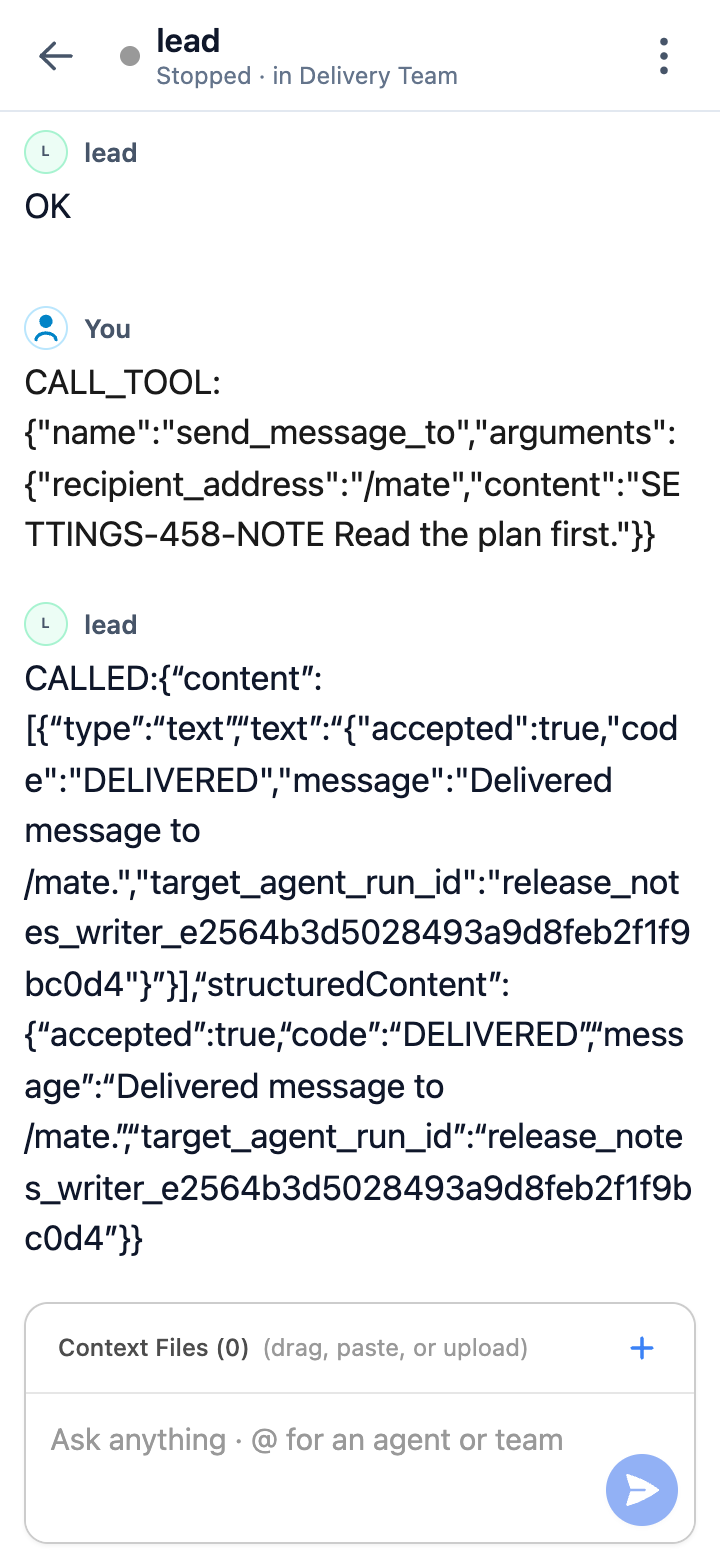 lead
Stopped · in Delivery Team
L lead
OK
You
CALL_TOOL:
{"name":"send_message_to","arguments":
{"recipient_address":"/mate","content":"SE
TTINGS-458-NOTE Read the plan first."}}
L lead
CALLED:{“content”:
[{“type”:“text”,“text”:“{"accepted":true,"cod
e":"DELIVERED","message":"Delivered
message to
/mate.","target_agent_run_id":"release_not
es_writer_e2564b3d5028493a9d8feb2f1f9
bc0d4"}”}],“structuredContent”:
{“accepted”:true,“code”:“DELIVERED”,“mess
age”:“Delivered message to
/mate.”,“target_agent_run_id”:“release_note
s_writer_e2564b3d5028493a9d8feb2f1f9b
c0d4”}}
Context Files (0) (drag, paste, or upload)
Ask anything · @ for an agent or team